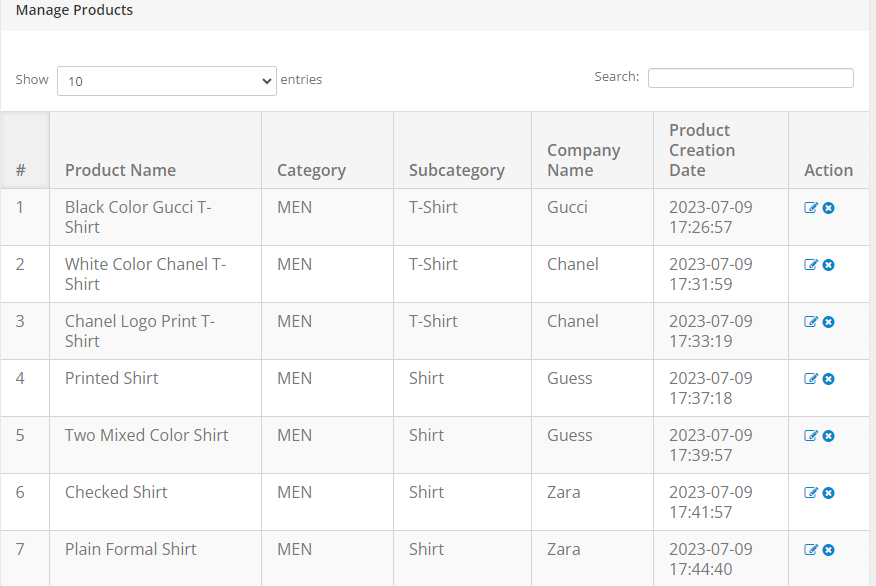 Manage Products
Show 10 entries Search:
# Product Name Category Subcategory Company Name Product Creation Date Action
1 Black Color Gucci T-Shirt MEN T-Shirt Gucci 2023-07-09 17:26:57
2 White Color Chanel T-Shirt MEN T-Shirt Chanel 2023-07-09 17:31:59
3 Chanel Logo Print T-Shirt MEN T-Shirt Chanel 2023-07-09 17:33:19
4 Printed Shirt MEN Shirt Guess 2023-07-09 17:37:18
5 Two Mixed Color Shirt MEN Shirt Guess 2023-07-09 17:39:57
6 Checked Shirt MEN Shirt Zara 2023-07-09 17:41:57
7 Plain Formal Shirt MEN Shirt Zara 2023-07-09 17:44:40